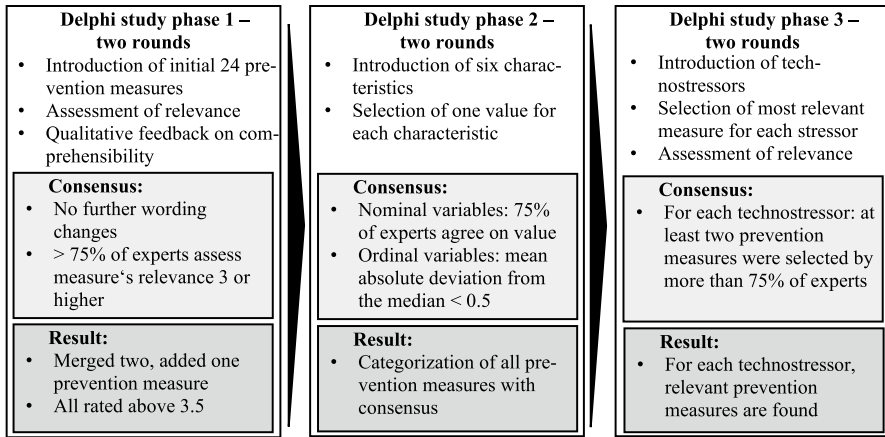 Delphi study phase 1 –
two rounds
• Introduction of initial 24 pre-
vention measures
• Assessment of relevance
• Qualitative feedback on com-
prehensibility
Consensus:
• No further wording
changes
• > 75% of experts assess
measure‘s relevance 3 or
higher
Result:
• Merged two, added one
prevention measure
• All rated above 3.5
Delphi study phase 2 –
two rounds
• Introduction of six charac-
teristics
• Selection of one value for
each characteristic
Consensus:
• Nominal variables: 75%
of experts agree on value
• Ordinal variables: mean
absolute deviation from
the median < 0.5
Result:
• Categorization of all pre-
vention measures with
consensus
Delphi study phase 3 –
two rounds
• Introduction of tech-
nostressors
• Selection of most relevant
measure for each stressor
• Assessment of relevance
Consensus:
• For each technostressor: at
least two prevention
measures were selected by
more than 75% of experts
Result:
• For each technostressor,
relevant prevention
measures are found